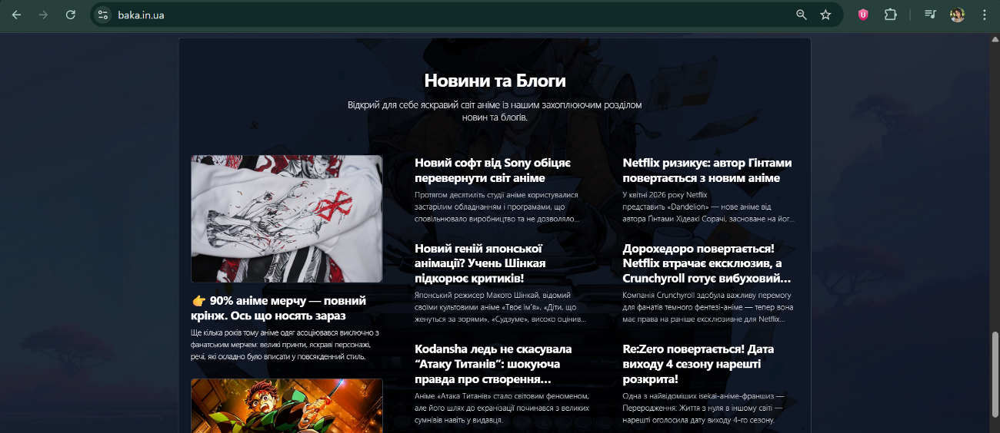 baka.in.ua
Новини та Блоги
Відкрий для себе яскравий світ аніме із нашим захоплюючим розділом
новин та блогів.
👉 90% аніме мерчу — повний
крінж. Ось що носять зараз
Ще кілька років тому аніме одяг асоціювався виключно з
фанатським мерчем: великі принти, яскраві персонажі,
речі, які складно було вписати у повсякденний стиль.
Новий софт від Sony обіцяє
перевернути світ аніме
Протягом десятиліть студії аніме користувалися
застарілим обладнанням і програмами, що
сповільнювало виробництво та не дозволяло...
Новий геній японської
анімації? Учень Шінкая
підкорює критиків!
Японський режисер Макото Шінкай, відомий
своїми культовими аніме «Твоє ім'я», «Діти, що
женуться за зорями», «Судзуме», високо оцінив...
Kodansha ледь не скасувала
“Атаку Титанів”: шокуюча
правда про створення...
Аніме «Атака Титанів» стало світовим феноменом,
але його шлях до екранізації починався з великих
сумнівів навіть у видавця.
Netflix ризикує: автор Гінтами
повертається з новим аніме
У квітні 2026 року Netflix
представить «Dandelion» — нове аніме від
автора Ґінтами Хідеакі Сорачі, засноване на йог...
Дорохедоро повертається!
Netflix втрачає ексклюзив, а
Crunchyroll готує вибуховий...
Компанія Crunchyroll здобула важливу перемогу
для фанатів темного фентезі-аніме — тепер вона
має права на раніше ексклюзивне для Netflix...
Re:Zero повертається! Дата
виходу 4 сезону нарешті
розкрита!
Одна з найвідоміших isekai-аніме-франшиз —
Переродження: Життя з нуля в іншому світі —
нарешті оголосила дату виходу 4-го сезону.